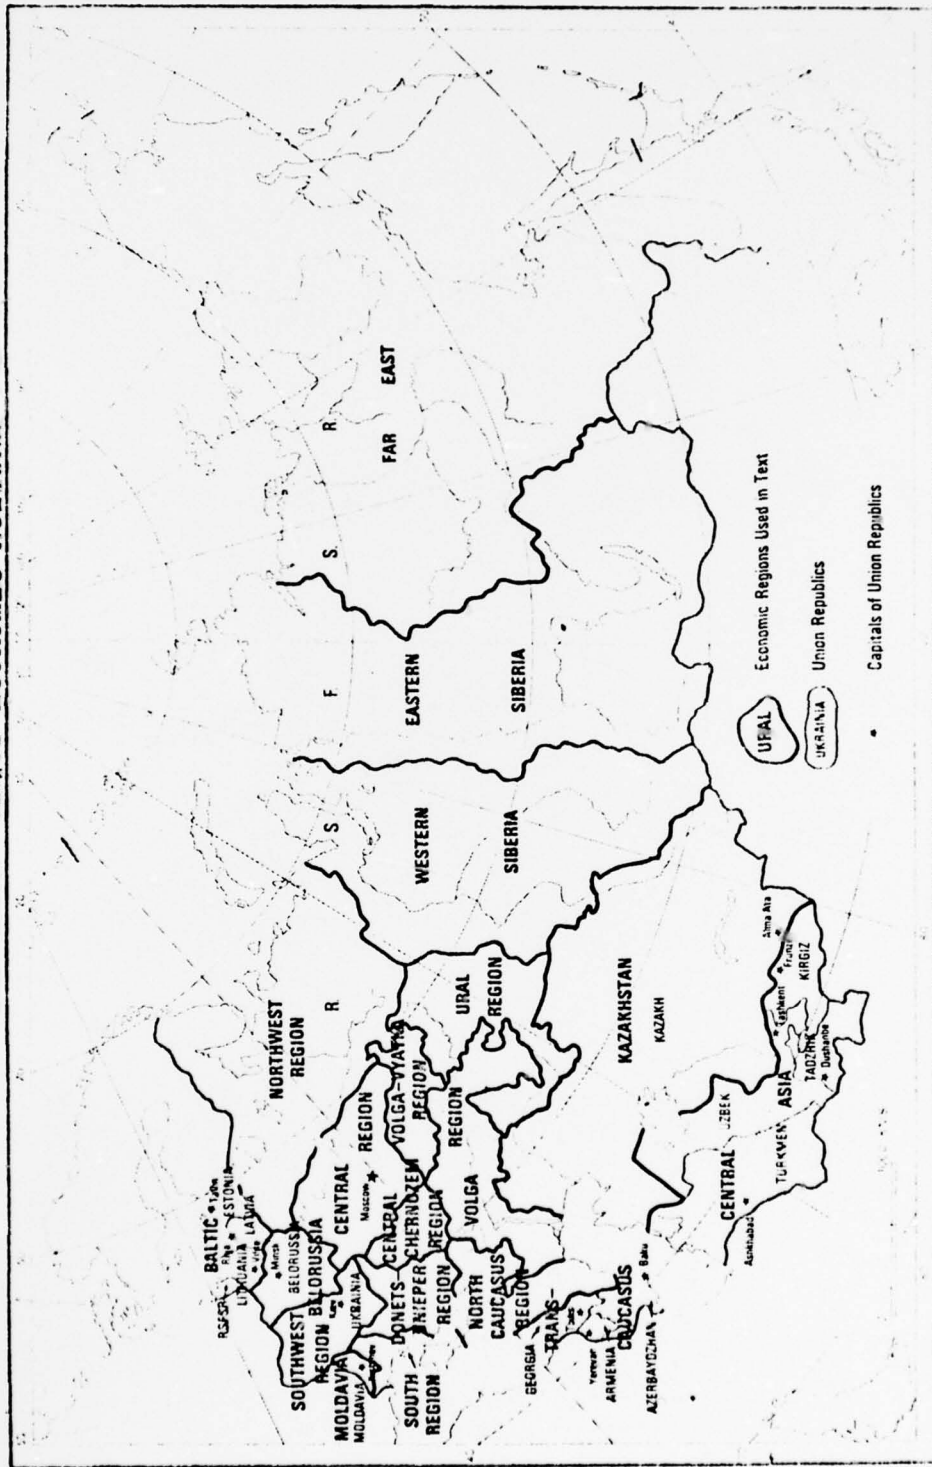 NORTHWEST
REGION
R
S
F
S.
R.
BALTIC
Tallin
ESTONIA
Riga
LATVIA
LITHUANIA
RSFSR
Minsk
BELORUSSIA
BELORUSSIA
CENTRAL
REGION
Moscow
VOLGA-VYATKA
REGION
URAL
REGION
WESTERN
SIBERIA
EASTERN
SIBERIA
FAR EAST
SOUTHWEST
REGION
UKRAINIA
MOLDAVIA
MOLDAVIA
CENTRAL
CHERNOZEM
REGION
DONETS-
DNIEPER
REGION
SOUTH
REGION
VOLGA
REGION
NORTH
CAUCASUS
REGION
TRANS-
CAUCASUS
GEORGIA
Yerevan
ARMENIA
AZERBAYDZHAN
Baku
KAZAKHSTAN
KAZAKH
CENTRAL
ASIA
UZBEK
TURKMEN
Ashkhabad
Tashkent
TADZHIK
Dushanbe
KIRGIZ
Frunze
Alma Ata
URAL
Economic Regions Used in Text
UKRAINIA
Union Republics
Capitals of Union Republics